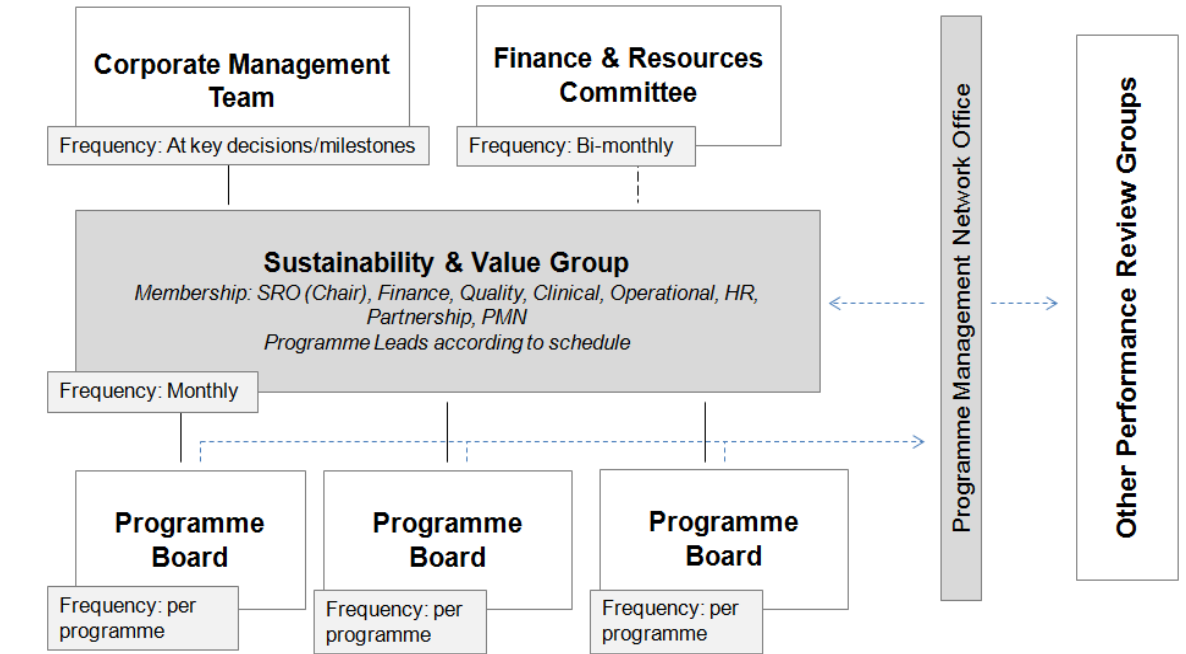 Corporate Management
Team
Frequency: At key decisions/milestones
Finance & Resources
Committee
Frequency: Bi-monthly
Sustainability & Value Group
Membership: SRO (Chair), Finance, Quality, Clinical, Operational, HR,
Partnership, PMN
Programme Leads according to schedule
Frequency: Monthly
Programme
Board
Frequency: per
programme
Programme
Board
Frequency: per
programme
Programme
Board
Frequency: per
programme
Programme Management Network Office
Other Performance Review Groups